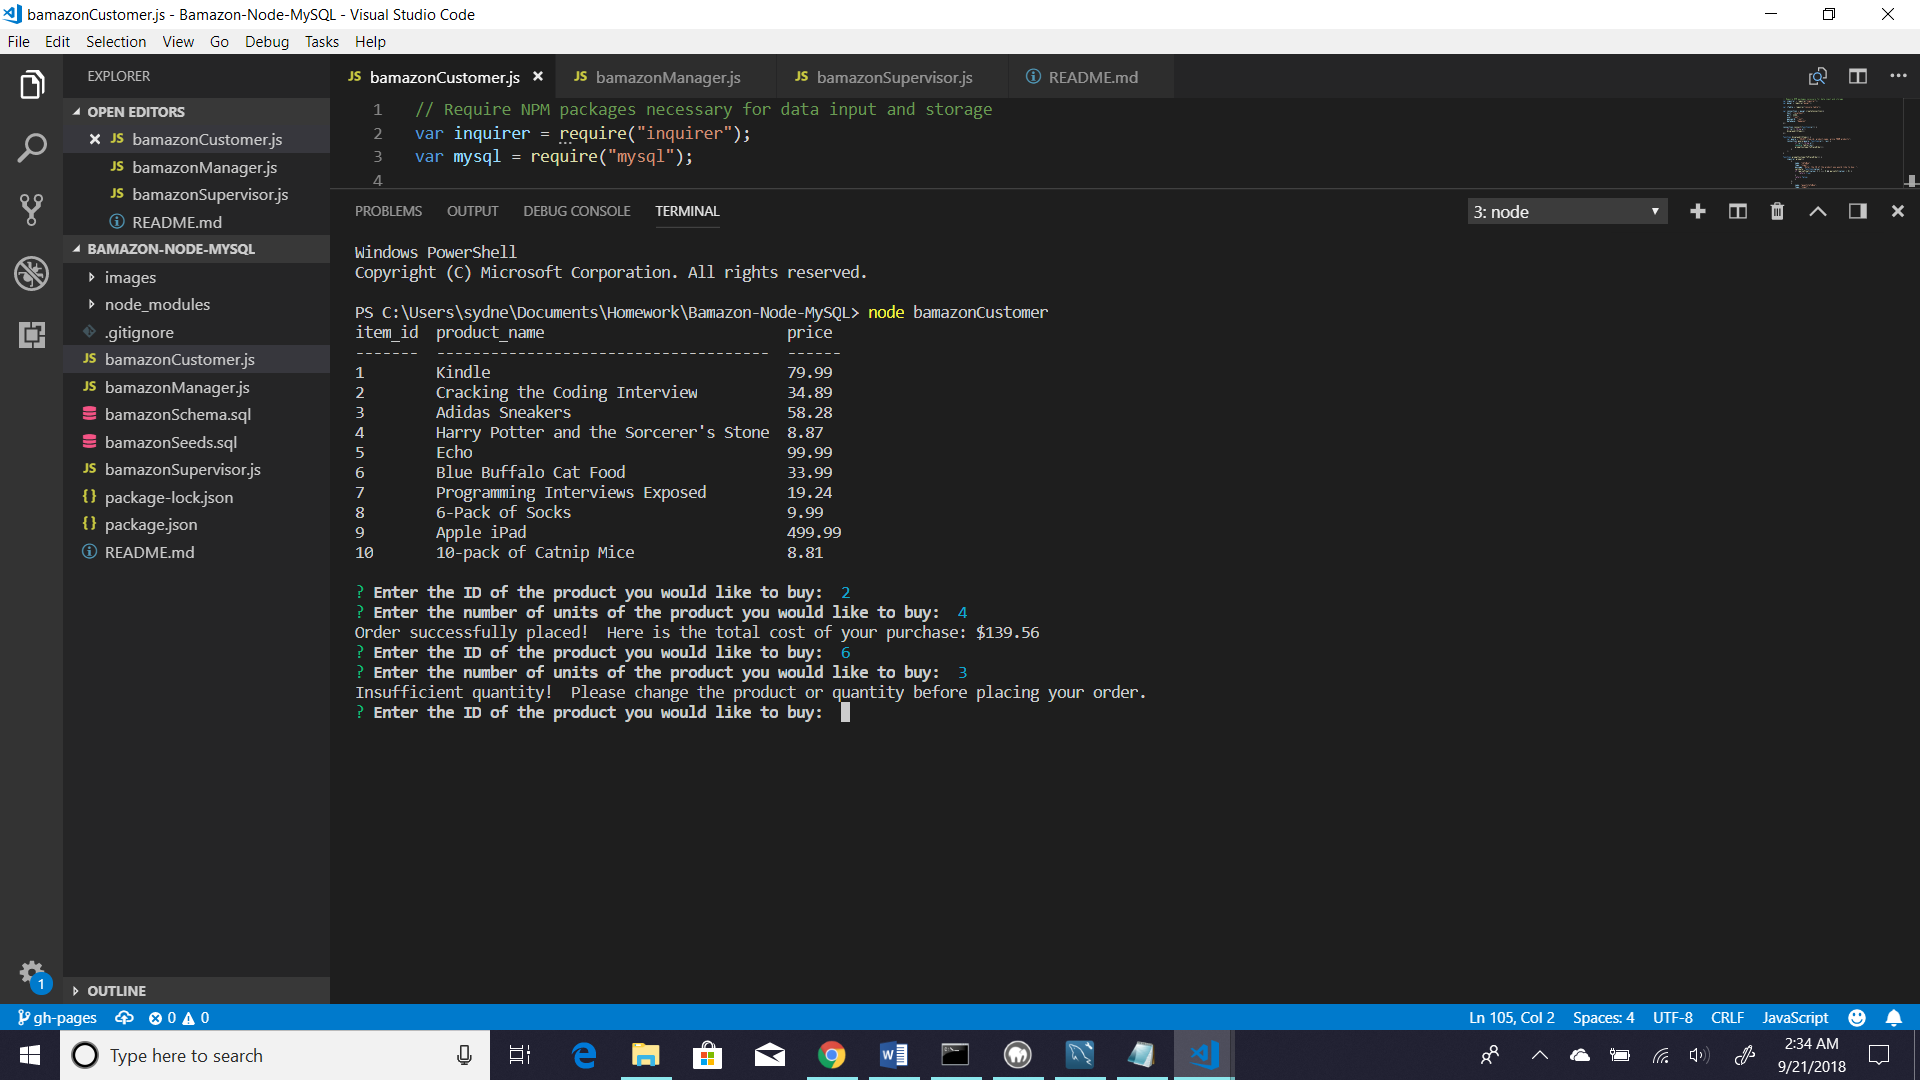 bamazonCustomer.js - Bamazon-Node-MySQL - Visual Studio Code
File Edit Selection View Go Debug Tasks Help
EXPLORER
OPEN EDITORS
JS bamazonCustomer.js
JS bamazonManager.js
JS bamazonSupervisor.js
README.md
BAMAZON-NODE-MYSQL
images
node_modules
.gitignore
JS bamazonCustomer.js
JS bamazonManager.js
bamazonSchema.sql
bamazonSeeds.sql
JS bamazonSupervisor.js
{} package-lock.json
{} package.json
README.md
OUTLINE
1
JS bamazonCustomer.js JS bamazonManager.js JS bamazonSupervisor.js README.md
1 // Require NPM packages necessary for data input and storage
2 var inquirer = require("inquirer");
3 var mysql = require("mysql");
4
PROBLEMS OUTPUT DEBUG CONSOLE TERMINAL 3: node
Windows PowerShell
Copyright (C) Microsoft Corporation. All rights reserved.
PS C:\Users\sydne\Documents\Homework\Bamazon-Node-MySQL> node bamazonCustomer
item_id product_name price
------- ------------------------------------- ------
1 Kindle 79.99
2 Cracking the Coding Interview 34.89
3 Adidas Sneakers 58.28
4 Harry Potter and the Sorcerer's Stone 8.87
5 Echo 99.99
6 Blue Buffalo Cat Food 33.99
7 Programming Interviews Exposed 19.24
8 6-Pack of Socks 9.99
9 Apple iPad 499.99
10 10-pack of Catnip Mice 8.81
? Enter the ID of the product you would like to buy: 2
? Enter the number of units of the product you would like to buy: 4
Order successfully placed! Here is the total cost of your purchase: $139.56
? Enter the ID of the product you would like to buy: 6
? Enter the number of units of the product you would like to buy: 3
Insufficient quantity! Please change the product or quantity before placing your order.
? Enter the ID of the product you would like to buy:
gh-pages 0 0 Ln 105, Col 2 Spaces: 4 UTF-8 CRLF JavaScript
Type here to search
2:34 AM
9/21/2018